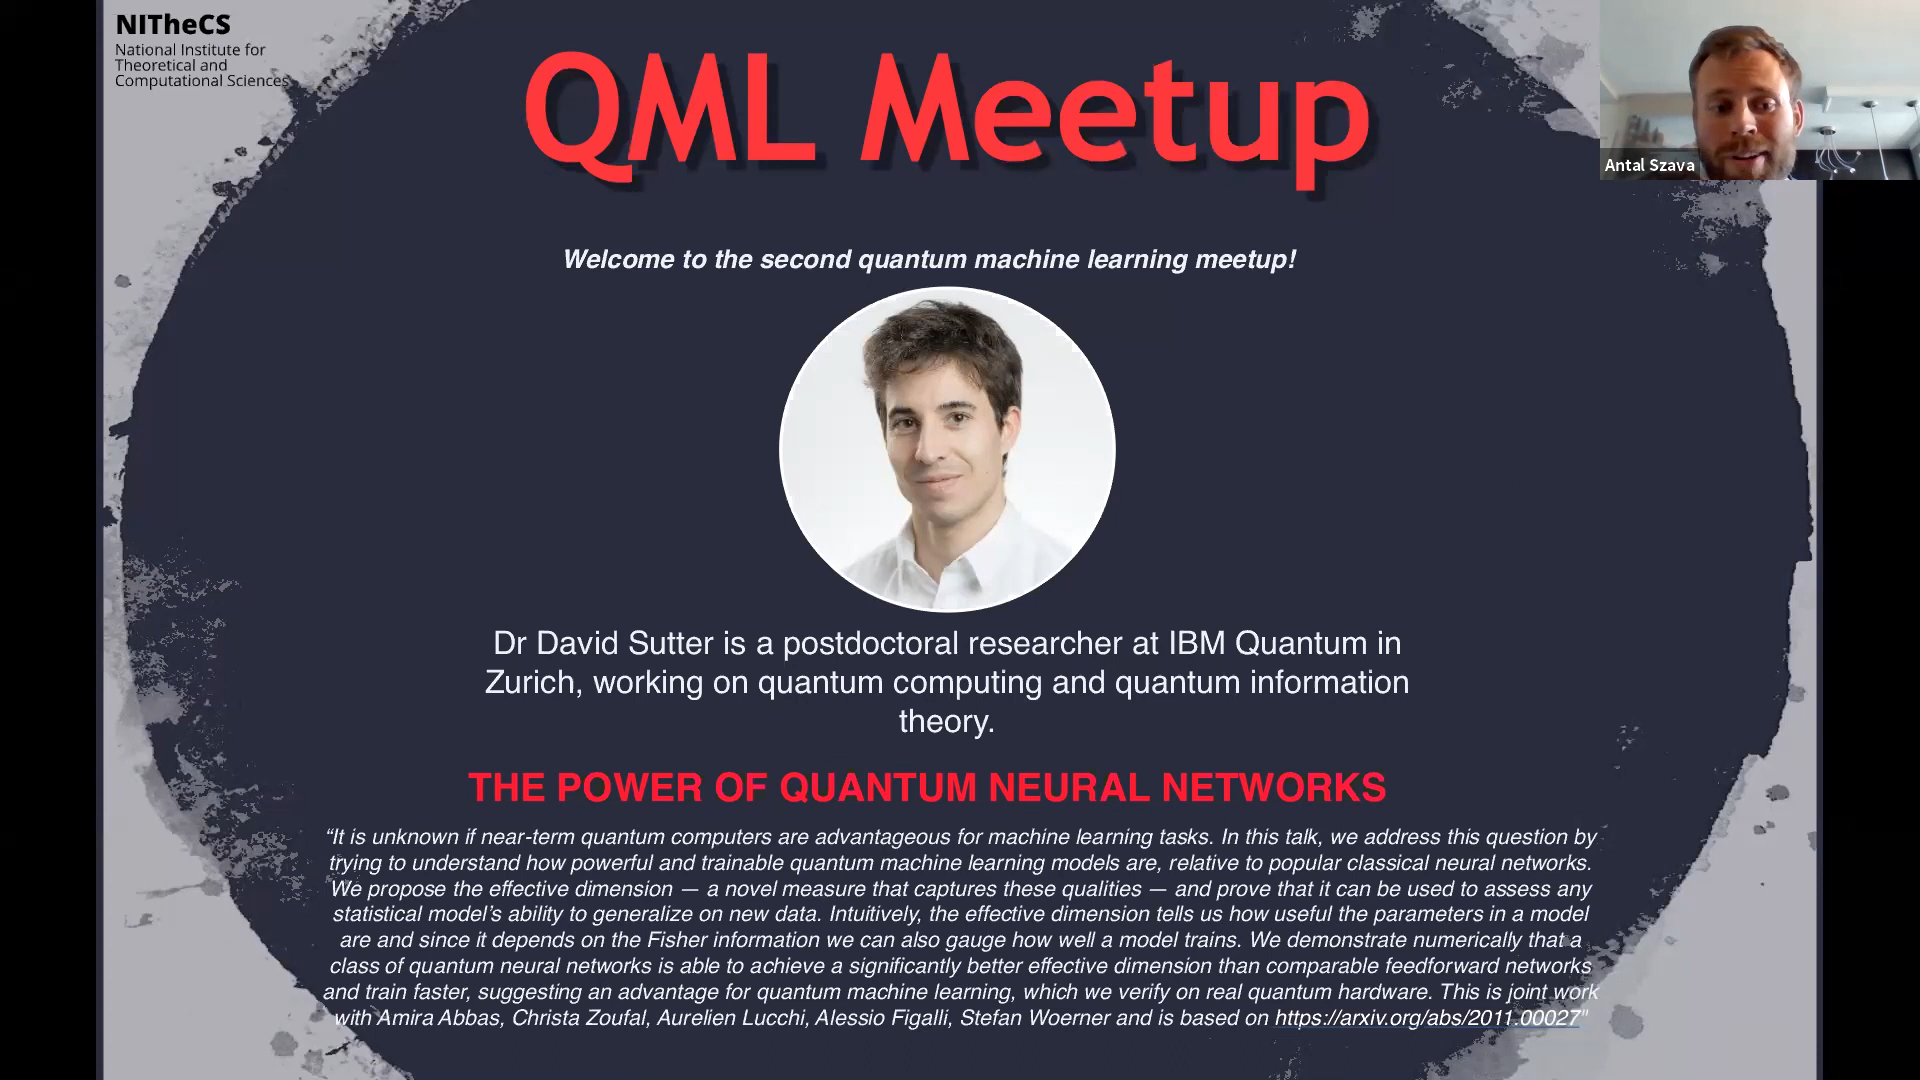 NITheCS
National Institute for
Theoretical and
Computational Sciences
QML Meetup
Antal Szava
Welcome to the second quantum machine learning meetup!
Dr David Sutter is a postdoctoral researcher at IBM Quantum in
Zurich, working on quantum computing and quantum information
theory.
THE POWER OF QUANTUM NEURAL NETWORKS
“It is unknown if near-term quantum computers are advantageous for machine learning tasks. In this talk, we address this question by
trying to understand how powerful and trainable quantum machine learning models are, relative to popular classical neural networks.
We propose the effective dimension — a novel measure that captures these qualities — and prove that it can be used to assess any
statistical model’s ability to generalize on new data. Intuitively, the effective dimension tells us how useful the parameters in a model
are and since it depends on the Fisher information we can also gauge how well a model trains. We demonstrate numerically that a
class of quantum neural networks is able to achieve a significantly better effective dimension than comparable feedforward networks
and train faster, suggesting an advantage for quantum machine learning, which we verify on real quantum hardware. This is joint work
with Amira Abbas, Christa Zoufal, Aurelien Lucchi, Alessio Figalli, Stefan Woerner and is based on https://arxiv.org/abs/2011.00027"